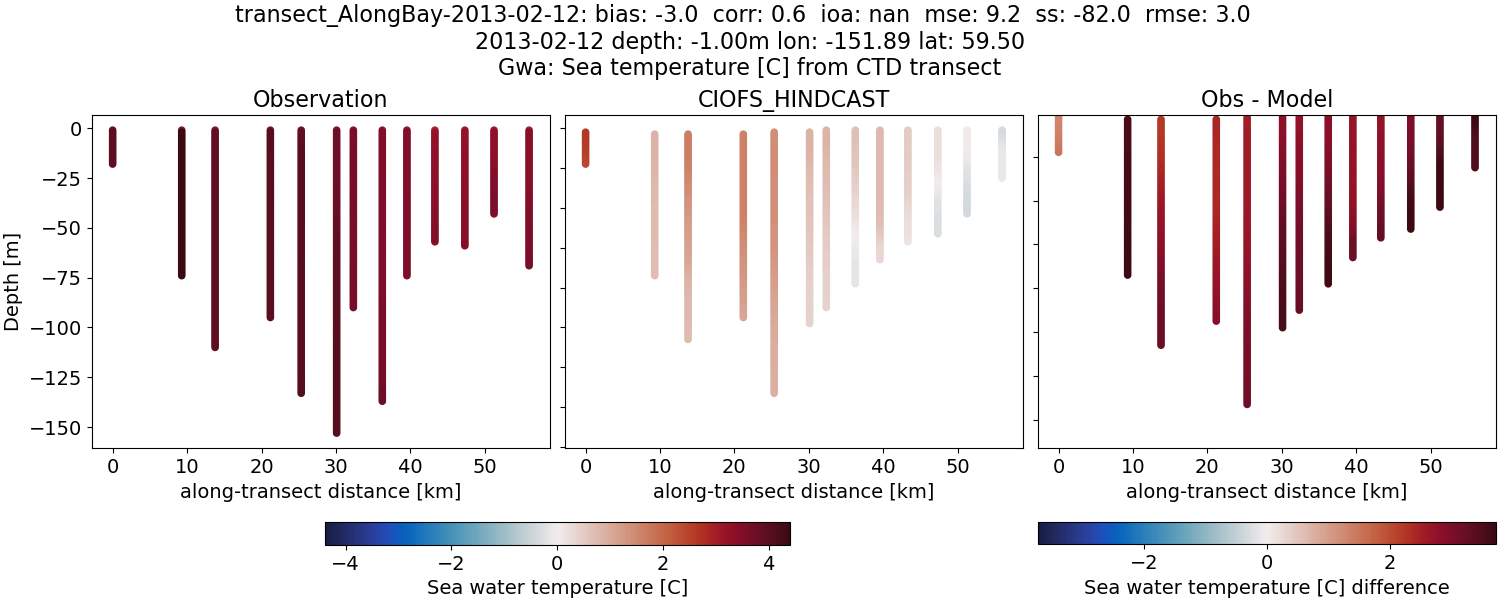 transect_AlongBay-2013-02-12: bias: -3.0  corr: 0.6  ioa: nan  mse: 9.2  ss: -82.0  rmse: 3.0
2013-02-12 depth: -1.00m lon: -151.89 lat: 59.50
Gwa: Sea temperature [C] from CTD transect
Observation
CIOFS_HINDCAST
Obs - Model
Depth [m]
0
−25
−50
−75
−100
−125
−150
0 10 20 30 40 50
0 10 20 30 40 50
0 10 20 30 40 50
along-transect distance [km]
along-transect distance [km]
along-transect distance [km]
−4 −2 0 2 4
Sea water temperature [C]
−2 0 2
Sea water temperature [C] difference